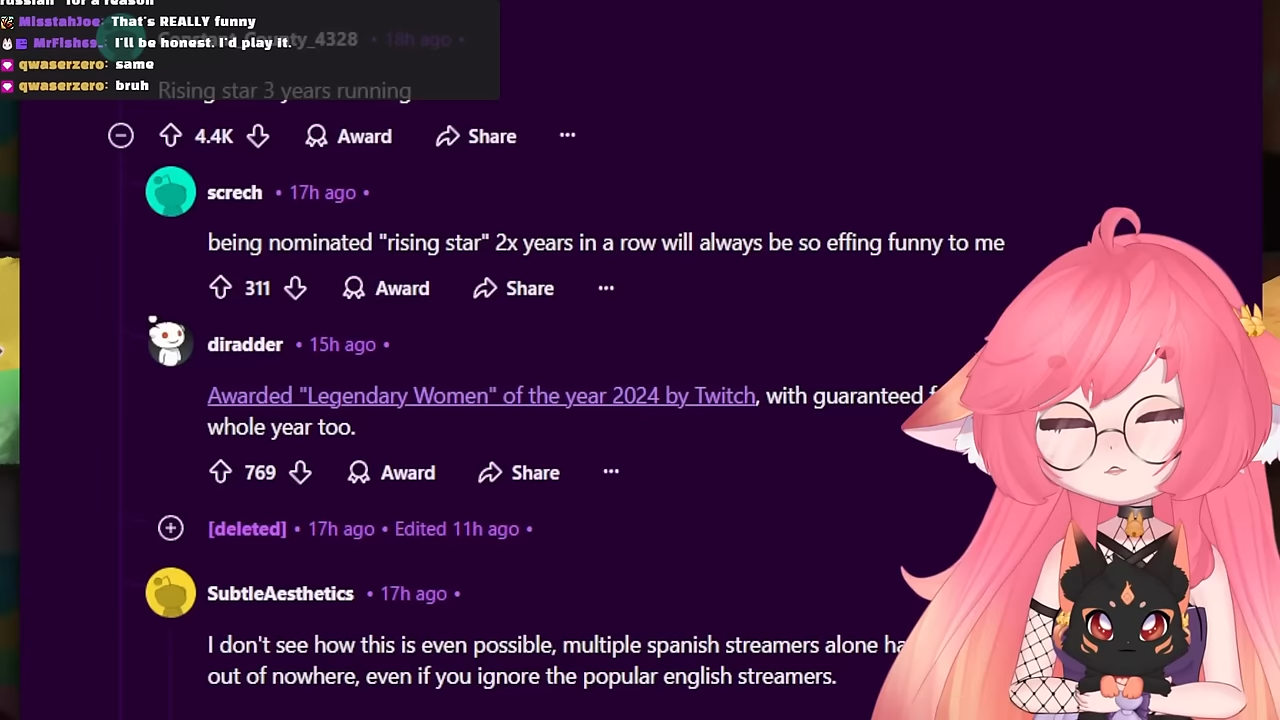 russian" for a reason
MisstahJoe: That's REALLY funny
MrFish69_: I'll be honest. I'd play it.
qwaserzero: same
qwaserzero: bruh
Constant_County_4328 • 18h ago •
Rising star 3 years running
4.4K Award Share ...
screch • 17h ago •
being nominated "rising star" 2x years in a row will always be so effing funny to me
311 Award Share ...
diradder • 15h ago •
Awarded "Legendary Women" of the year 2024 by Twitch, with guaranteed
whole year too.
769 Award Share ...
[deleted] • 17h ago • Edited 11h ago •
SubtleAesthetics • 17h ago •
I don't see how this is even possible, multiple spanish streamers alone
out of nowhere, even if you ignore the popular english streamers.